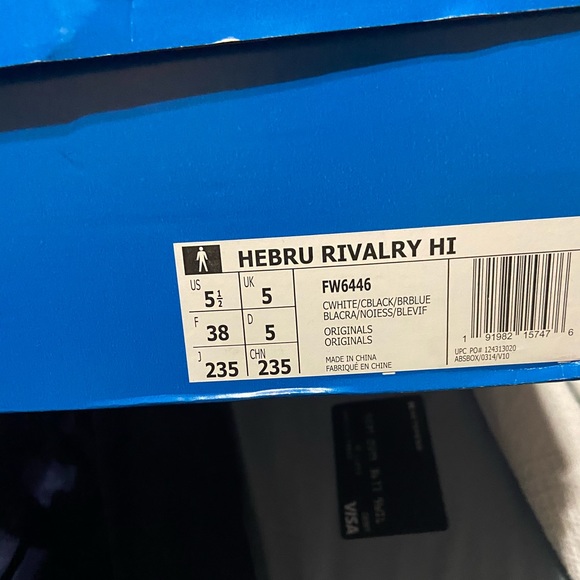 HEBRU RIVALRY HI
US 5½
UK 5
F 38
D 5
J 235
CHN 235
FW6446
CWHITE/CBLACK/BRBLUE
BLACRA/NOIESS/BLEVIF
ORIGINALS
ORIGINALS
MADE IN CHINA
FABRIQUÉ EN CHINE
1 91982 15747 6
UPC PO# 124313020
ABSBOX/0314/V10
VISA